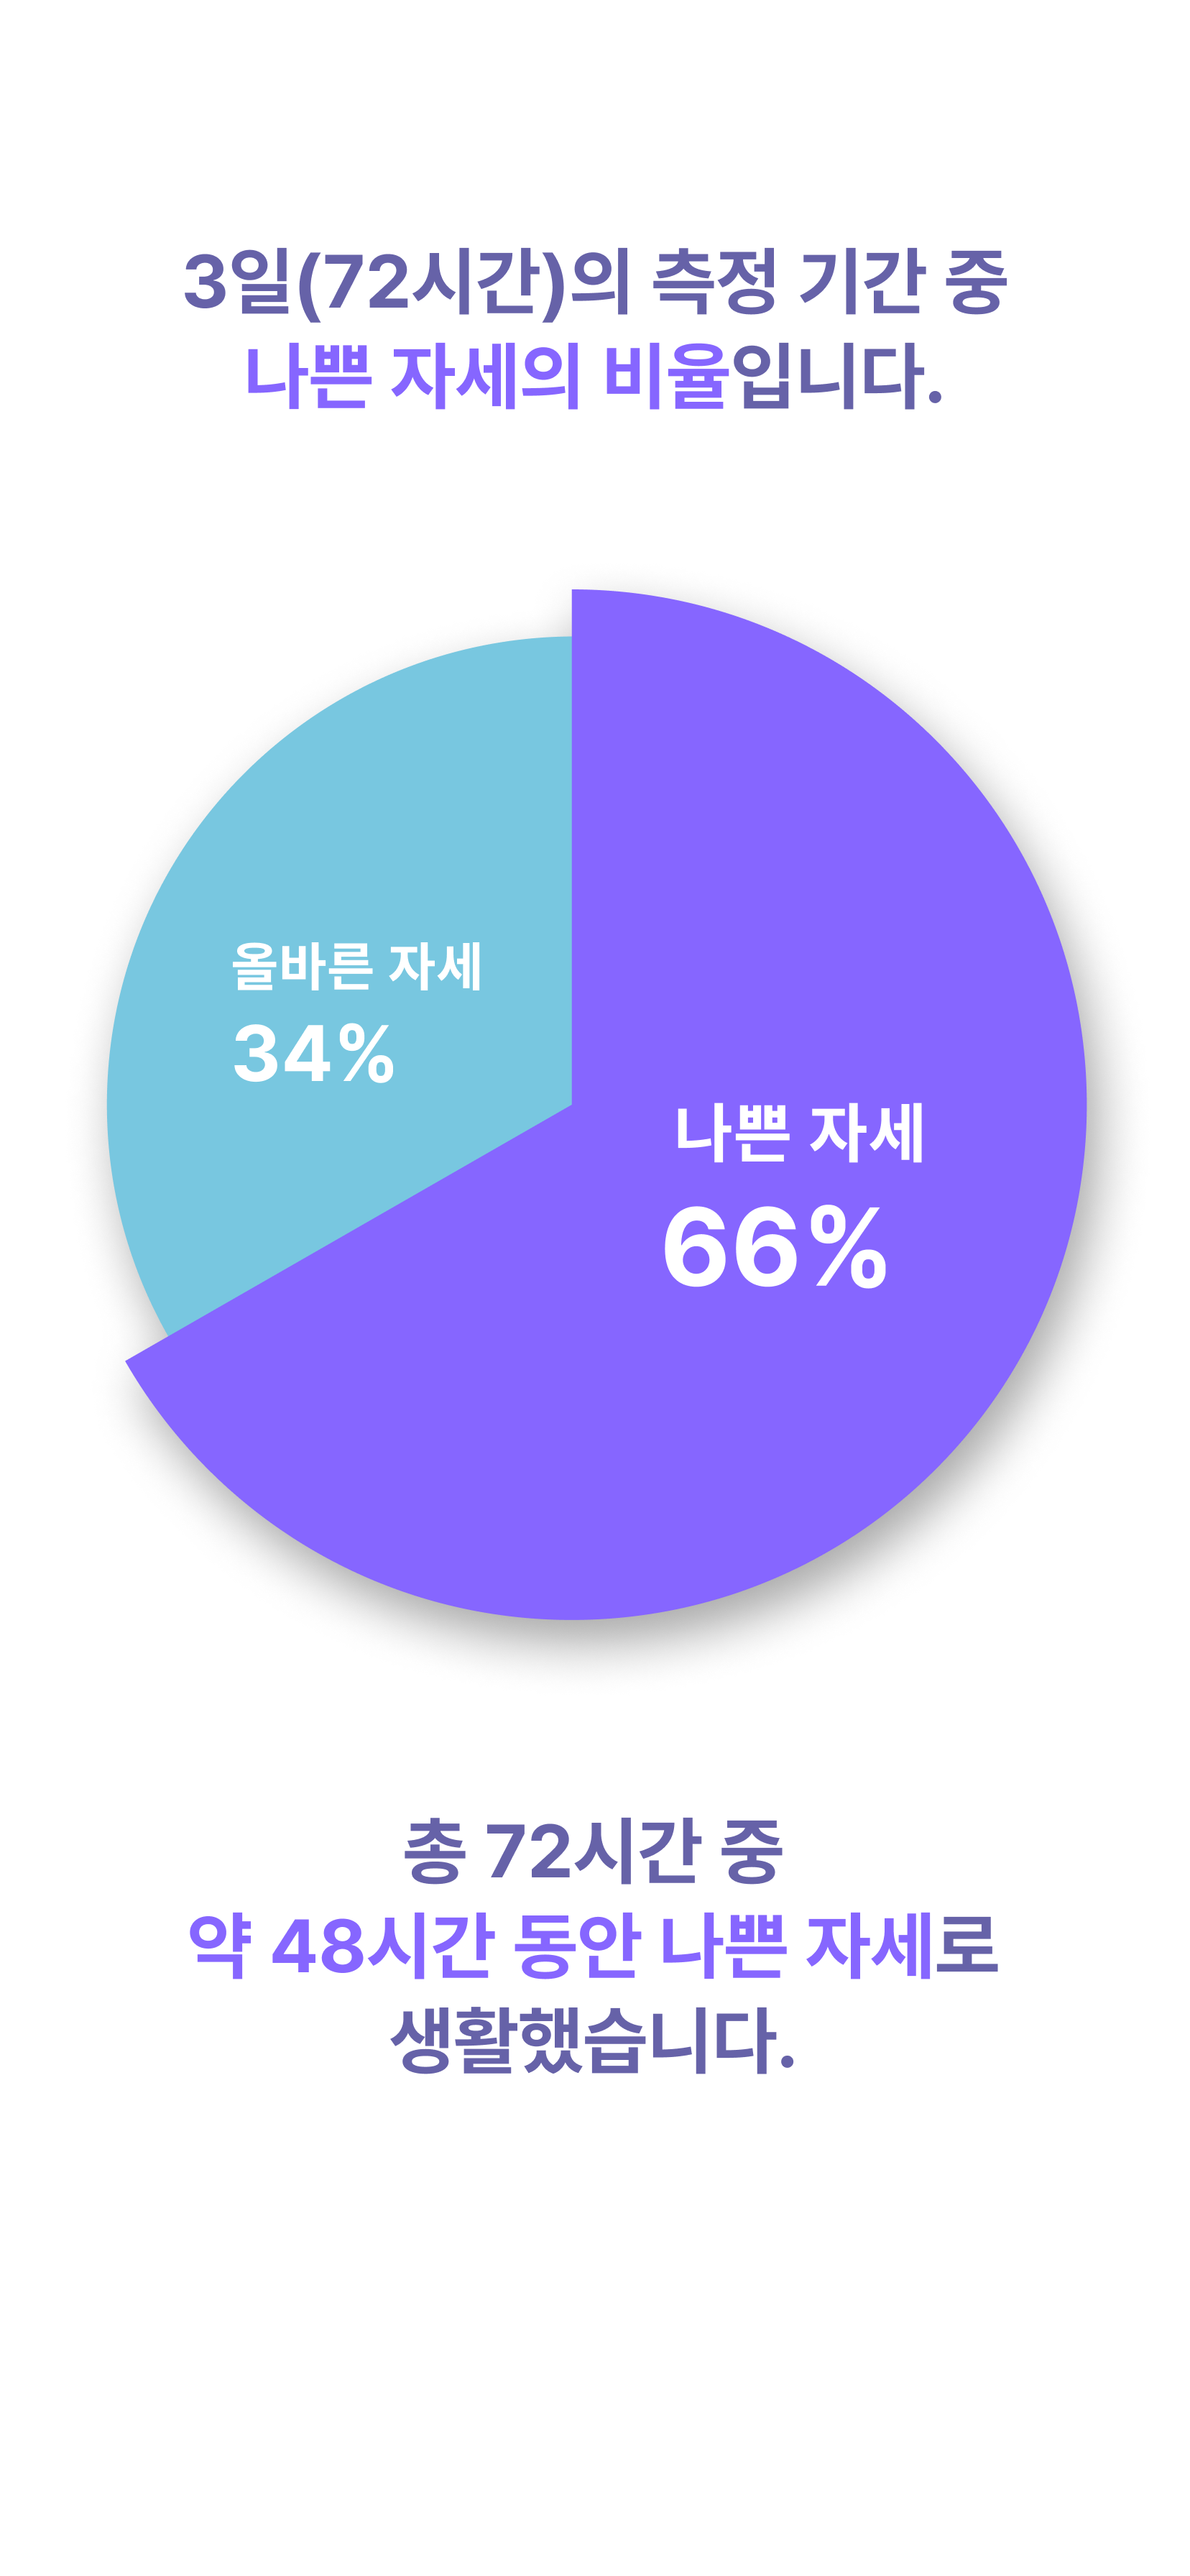 3일(72시간)의 측정 기간 중
나쁜 자세의 비율입니다.
올바른 자세
34%
나쁜 자세
66%
총 72시간 중
약 48시간 동안 나쁜 자세로
생활했습니다.